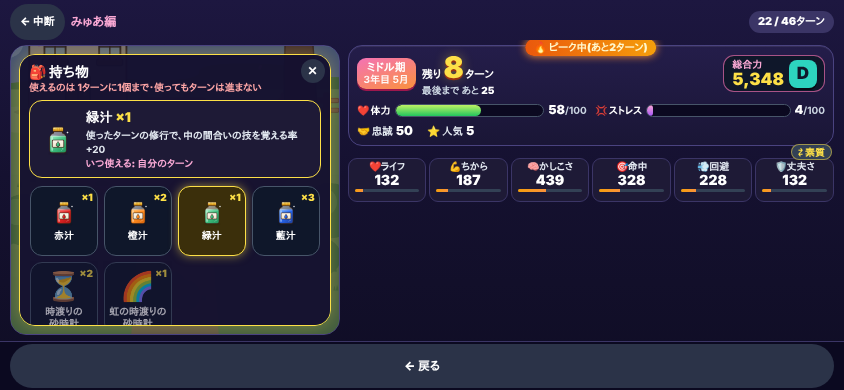 ← 中断
みゅあ編
22 / 46ターン
🎒 持ち物
使えるのは 1ターンに1個まで・使ってもターンは進まない
✕
緑汁 ×1
使ったターンの修行で、中の間合いの技を覚える率
+20
いつ使える: 自分のターン
×1
赤汁
×2
橙汁
×1
緑汁
×3
藍汁
×2
時渡りの
砂時計
×1
虹の時渡りの
砂時計
🔥 ピーク中(あと2ターン)
ミドル期
3年目 5月
残り 8 ターン
最後まで あと 25
総合力
5,348 D
❤️体力 58/100
💢ストレス 4/100
🤝忠誠 50 ⭐人気 5
素質
❤️ライフ
132
💪ちから
187
🧠かしこさ
439
🎯命中
328
💨回避
228
🛡️丈夫さ
132
← 戻る